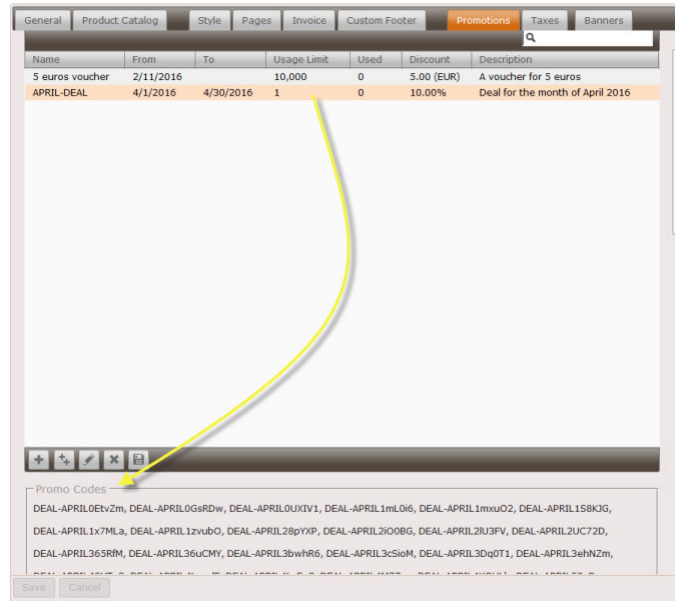 General Product Catalog Style Pages Invoice Custom Footer Promotions Taxes Banners
Name From To Usage Limit Used Discount Description
5 euros voucher 2/11/2016 10,000 0 5.00 (EUR) A voucher for 5 euros
APRIL-DEAL 4/1/2016 4/30/2016 1 0 10.00% Deal for the month of April 2016
Promo Codes
DEAL-APRIL0EtvZm, DEAL-APRIL0GsRDw, DEAL-APRIL0UXIV1, DEAL-APRIL1mL0i6, DEAL-APRIL1mxuO2, DEAL-APRIL1S8KJG,
DEAL-APRIL1x7MLa, DEAL-APRIL1zvubO, DEAL-APRIL28pYXP, DEAL-APRIL2iO0BG, DEAL-APRIL2lU3FV, DEAL-APRIL2UC72D,
DEAL-APRIL365RfM, DEAL-APRIL36uCMY, DEAL-APRIL3bwhR6, DEAL-APRIL3cSioM, DEAL-APRIL3Dq0T1, DEAL-APRIL3ehNZm,
Save Cancel